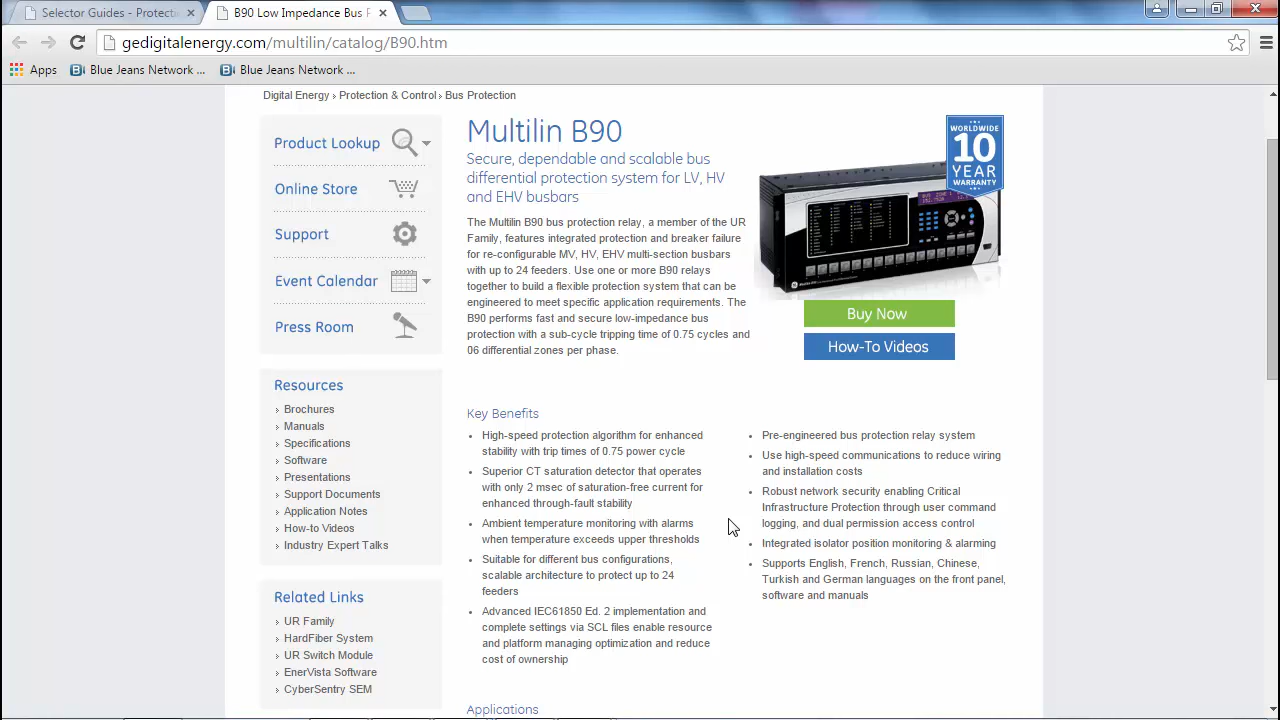 Selector Guides - Protecti
B90 Low Impedance Bus P
gedigitalenergy.com/multilin/catalog/B90.htm
Apps
Blue Jeans Network ...
Blue Jeans Network ...
Digital Energy › Protection & Control › Bus Protection
Product Lookup
Online Store
Support
Event Calendar
Press Room
Resources
Brochures
Manuals
Specifications
Software
Presentations
Support Documents
Application Notes
How-to Videos
Industry Expert Talks
Related Links
UR Family
HardFiber System
UR Switch Module
EnerVista Software
CyberSentry SEM
Multilin B90
Secure, dependable and scalable bus
differential protection system for LV, HV
and EHV busbars
The Multilin B90 bus protection relay, a member of the UR
Family, features integrated protection and breaker failure
for re-configurable MV, HV, EHV multi-section busbars
with up to 24 feeders. Use one or more B90 relays
together to build a flexible protection system that can be
engineered to meet specific application requirements. The
B90 performs fast and secure low-impedance bus
protection with a sub-cycle tripping time of 0.75 cycles and
06 differential zones per phase.
WORLDWIDE
10
YEAR
WARRANTY
Buy Now
How-To Videos
Key Benefits
• High-speed protection algorithm for enhanced
stability with trip times of 0.75 power cycle
• Superior CT saturation detector that operates
with only 2 msec of saturation-free current for
enhanced through-fault stability
• Ambient temperature monitoring with alarms
when temperature exceeds upper thresholds
• Suitable for different bus configurations,
scalable architecture to protect up to 24
feeders
• Advanced IEC61850 Ed. 2 implementation and
complete settings via SCL files enable resource
and platform managing optimization and reduce
cost of ownership
• Pre-engineered bus protection relay system
• Use high-speed communications to reduce wiring
and installation costs
• Robust network security enabling Critical
Infrastructure Protection through user command
logging, and dual permission access control
• Integrated isolator position monitoring & alarming
• Supports English, French, Russian, Chinese,
Turkish and German languages on the front panel,
software and manuals
Applications